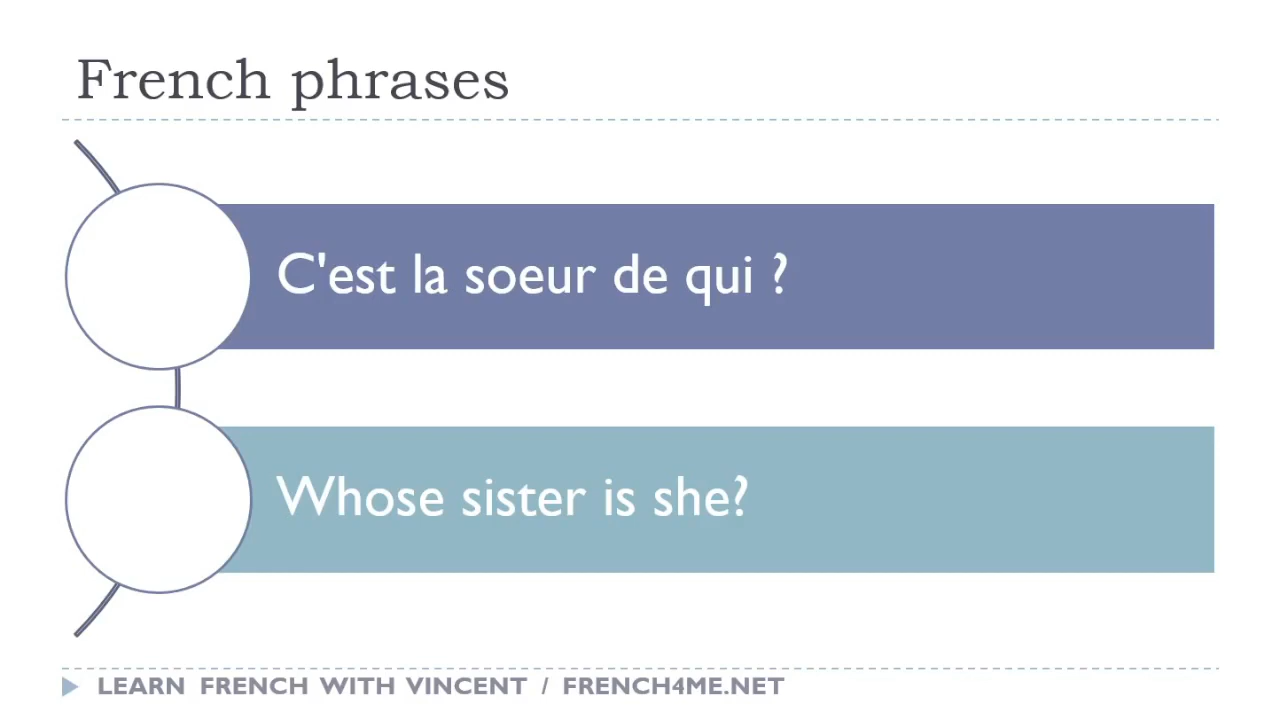 French phrases
C'est la soeur de qui ?
Whose sister is she?
LEARN FRENCH WITH VINCENT / FRENCH4ME.NET